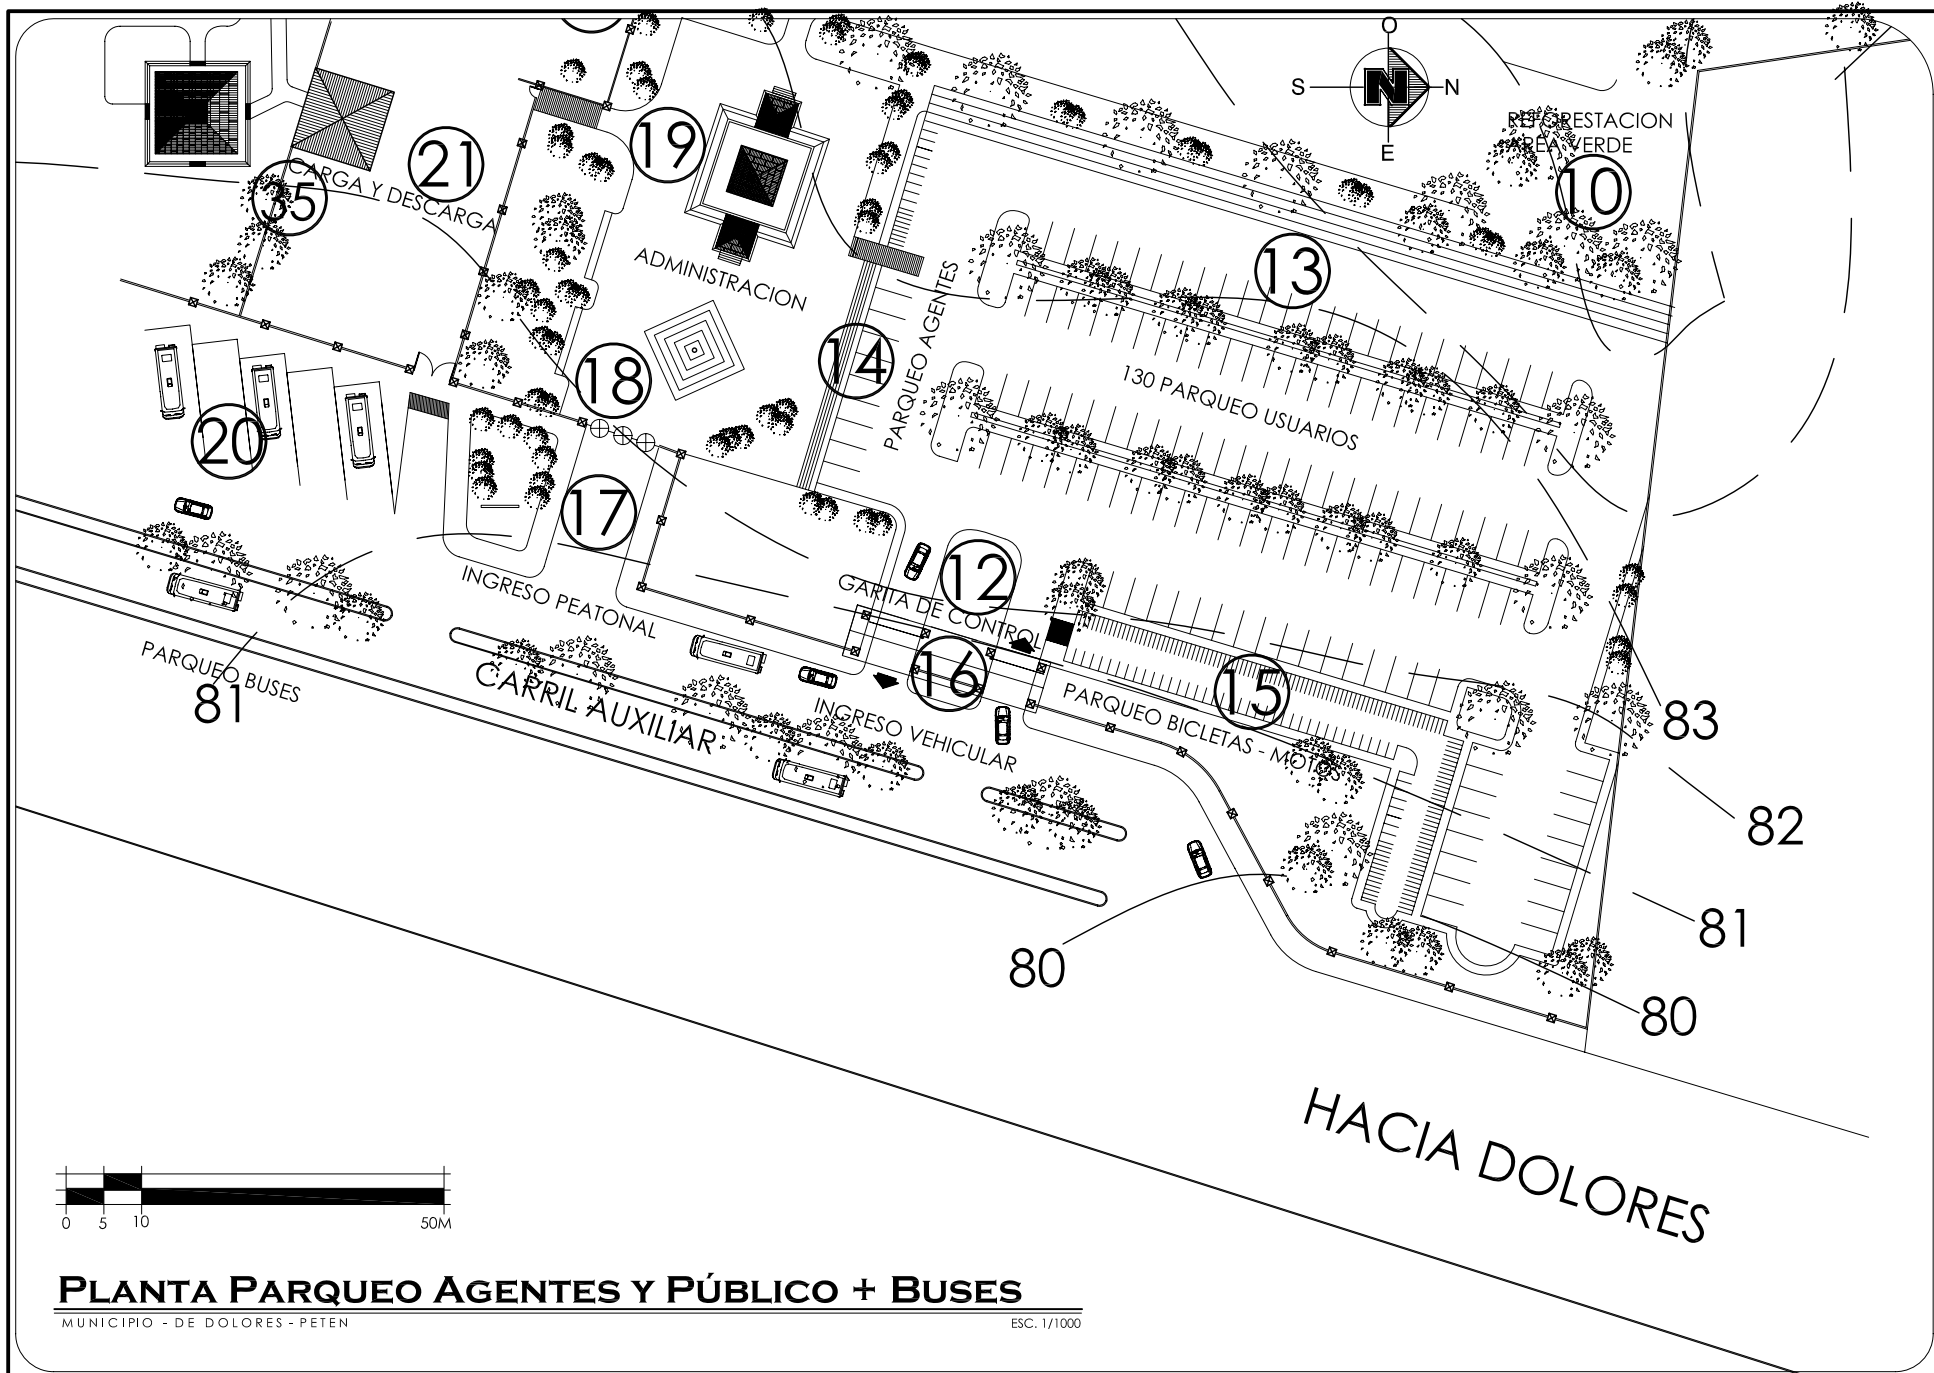 O
S
N
N
E
REFORESTACION
AREA VERDE
10
19
21
35
CARGA Y DESCARGA
ADMINISTRACION
13
14
PARQUEO AGENTES
130 PARQUEO USUARIOS
18
20
17
12
GARITA DE CONTROL
INGRESO PEATONAL
16
15
PARQUEO BICLETAS - MOTOS
PARQUEO BUSES
81
CARRIL AUXILIAR
INGRESO VEHICULAR
83
82
81
80
80
HACIA DOLORES
0 5 10 50M
PLANTA PARQUEO AGENTES Y PÚBLICO + BUSES
MUNICIPIO - DE DOLORES - PETEN
ESC. 1/1000